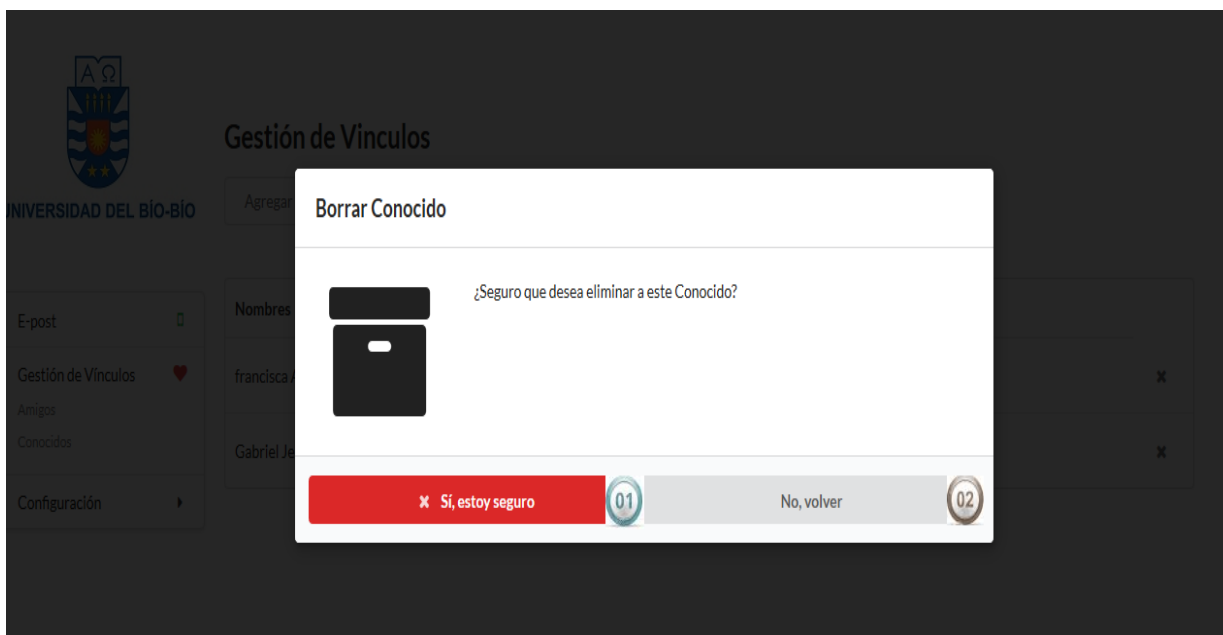 Α Ω
UNIVERSIDAD DEL BÍO-BÍO
Gestión de Vinculos
Agregar
Borrar Conocido
¿Seguro que desea eliminar a este Conocido?
E-post
Gestión de Vínculos
Amigos
Conocidos
Configuración
Nombres
francisca A
Gabriel Je
Sí, estoy seguro
01
No, volver
02